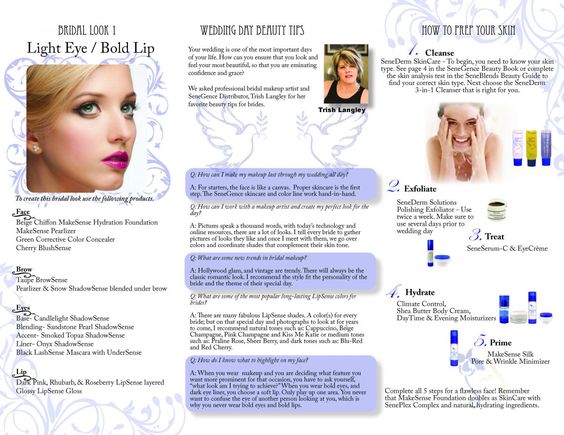 BRIDAL LOOK 1
Light Eye / Bold Lip
To create this bridal look use the following products.
Face
Beige Chiffon MakeSense Hydration Foundation
MakeSense Pearlizer
Green Corrective Color Concealer
Cherry BlushSense
Brow
Taupe BrowSense
Pearlizer & Snow ShadowSense blended under brow
Eyes
Base- Candlelight ShadowSense
Blending- Sandstone Pearl ShadowSense
Accent- Smoked Topaz ShadowSense
Liner- Onyx ShadowSense
Black LashSense Mascara with UnderSense
Lip
Dark Pink, Rhubarb, & Roseberry LipSense layered
Glossy LipSense Gloss
WEDDING DAY BEAUTY TIPS
Your wedding is one of the most important days
of your life. How can you ensure that you look and
feel your most beautiful, so that you are eminating
confidence and grace?
We asked professional bridal makeup artist and
SeneGence Distributor, Trish Langley for her
favorite beauty tips for brides.
Trish Langley
Q: How can I make my makeup last through my wedding all day?
A: For starters, the face is like a canvas. Proper skincare is the first
step. The SeneGence skincare and color line work hand-in-hand.
Q: How can I work with a makeup artist and create my perfect look for the
day?
A: Pictures speak a thousand words, with today's technology and
online resources, there are a lot of looks. I tell every bride to gather
pictures of looks they like and once I meet with them, we go over
colors and coordinate shades that complement their skin tone.
Q: What are some new trends in bridal makeup?
A: Hollywood glam, and vintage are trendy. There will always be the
classic romantic look. I recommend the style fit the personality of the
bride and the theme of their special day.
Q: What are some of the most popular long-lasting LipSense colors for
brides?
A: There are many fabulous LipSense shades. A color(s) for every
bride; but on that special day and photographs to look at for years
to come, I recommend natural tones such as: Cappuccino, Beige
Champagne, Pink Champagne and Kiss Me Katie or medium tones
such as: Praline Rose, Sheer Berry, and dark tones such as: Blu-Red
and Red Cherry.
Q: How do I know what to highlight on my face?
A: When you wear makeup and you are deciding what feature you
want more prominent for that occasion, you have to ask yourself,
"what look am I trying to achieve?" When you wear bold eyes, and
dark eye lines, you choose a soft lip. Only play up one area. You never
want to confuse the eye of another person looking at you, which is
why you never wear bold eyes and bold lips.
HOW TO PREP YOUR SKIN
1. Cleanse
SeneDerm SkinCare - To begin, you need to know your skin
type. See page 4 in the SeneGence Beauty Book or complete
the skin analysis test in the SeneBlends Beauty Guide to
find your correct skin type. Next choose the SeneDerm
3-in-1 Cleanser that is right for you.
2. Exfoliate
SeneDerm Solutions
Polishing Exfoliator - Use
twice a week. Make sure to
use several days prior to
wedding day
3. Treat
SeneSerum-C & EyeCrème
4. Hydrate
Climate Control,
Shea Butter Body Cream,
DayTime & Evening Moisturizers
5. Prime
MakeSense Silk
Pore & Wrinkle Minimizer
Complete all 5 steps for a flawless face! Remember
that MakeSense Foundation doubles as SkinCare with
SenePlex Complex and natural, hydrating ingredients.